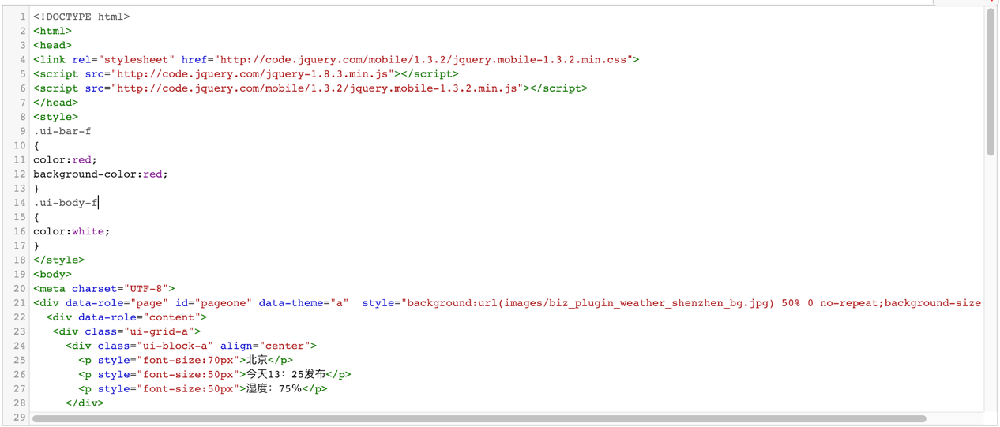 1 <!DOCTYPE html>
2 <html>
3 <head>
4 <link rel="stylesheet" href="http://code.jquery.com/mobile/1.3.2/jquery.mobile-1.3.2.min.css">
5 <script src="http://code.jquery.com/jquery-1.8.3.min.js"></script>
6 <script src="http://code.jquery.com/mobile/1.3.2/jquery.mobile-1.3.2.min.js"></script>
7 </head>
8 <style>
9 .ui-bar-f
10 {
11 color:red;
12 background-color:red;
13 }
14 .ui-body-f
15 {
16 color:white;
17 }
18 </style>
19 <body>
20 <meta charset="UTF-8">
21 <div data-role="page" id="pageone" data-theme="a"  style="background:url(images/biz_plugin_weather_shenzhen_bg.jpg) 50% 0 no-repeat;background-size
22   <div data-role="content">
23    <div class="ui-grid-a">
24      <div class="ui-block-a" align="center">
25        <p style="font-size:70px">北京</p>
26        <p style="font-size:50px">今天13：25发布</p>
27        <p style="font-size:50px">湿度：75%</p>
28      </div>
29